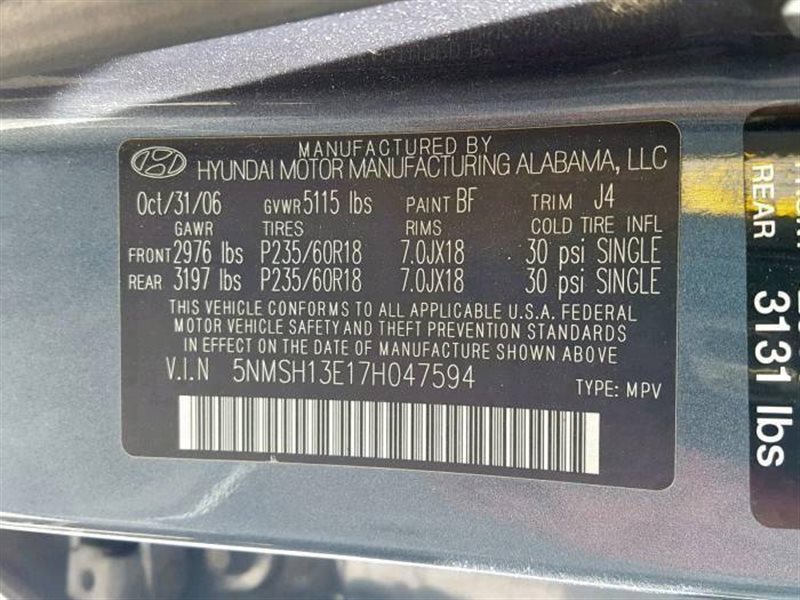 MANUFACTURED BY
HYUNDAI MOTOR MANUFACTURING ALABAMA, LLC
Oct/31/06 GVWR 5115 lbs PAINT BF TRIM J4
GAWR TIRES RIMS COLD TIRE INFL
FRONT 2976 lbs P235/60R18 7.0JX18 30 psi SINGLE
REAR 3197 lbs P235/60R18 7.0JX18 30 psi SINGLE
THIS VEHICLE CONFORMS TO ALL APPLICABLE U.S.A. FEDERAL
MOTOR VEHICLE SAFETY AND THEFT PREVENTION STANDARDS
IN EFFECT ON THE DATE OF MANUFACTURE SHOWN ABOVE
V.I.N 5NMSH13E17H047594 TYPE: MPV
REAR 3131 lbs